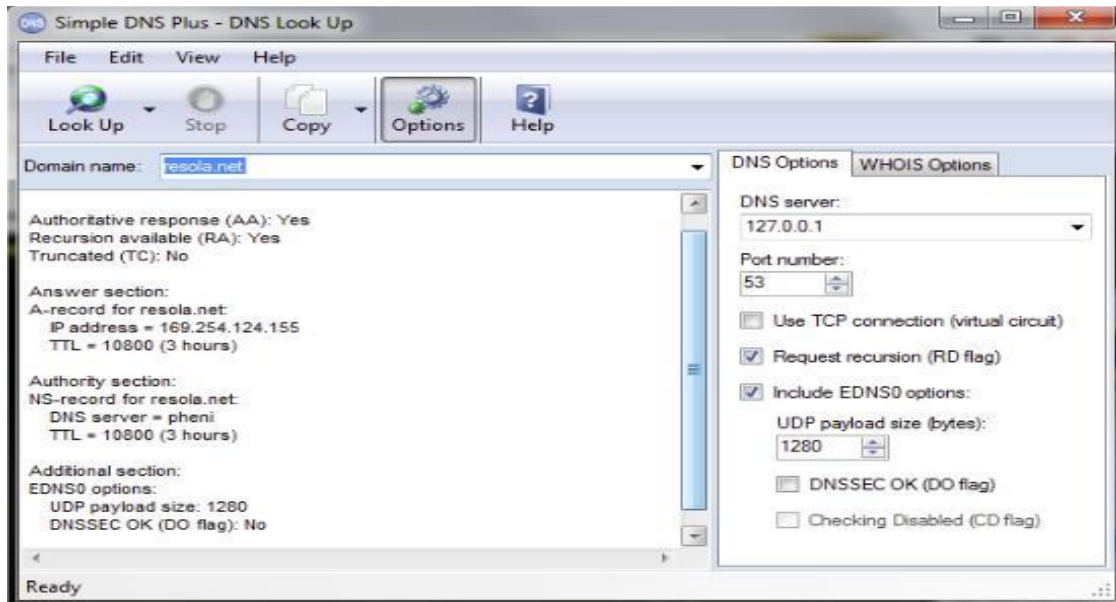 DNS Simple DNS Plus - DNS Look Up
File Edit View Help
Look Up Stop Copy Options Help
Domain name: resola.net
Authoritative response (AA): Yes
Recursion available (RA): Yes
Truncated (TC): No
Answer section:
A-record for resola.net:
IP address = 169.254.124.155
TTL = 10800 (3 hours)
Authority section:
NS-record for resola.net:
DNS server = pheni
TTL = 10800 (3 hours)
Additional section:
EDNS0 options:
UDP payload size: 1280
DNSSEC OK (DO flag): No
DNS Options WHOIS Options
DNS server:
127.0.0.1
Port number:
53
Use TCP connection (virtual circuit)
Request recursion (RD flag)
Include EDNS0 options:
UDP payload size (bytes):
1280
DNSSEC OK (DO flag)
Checking Disabled (CD flag)
Ready